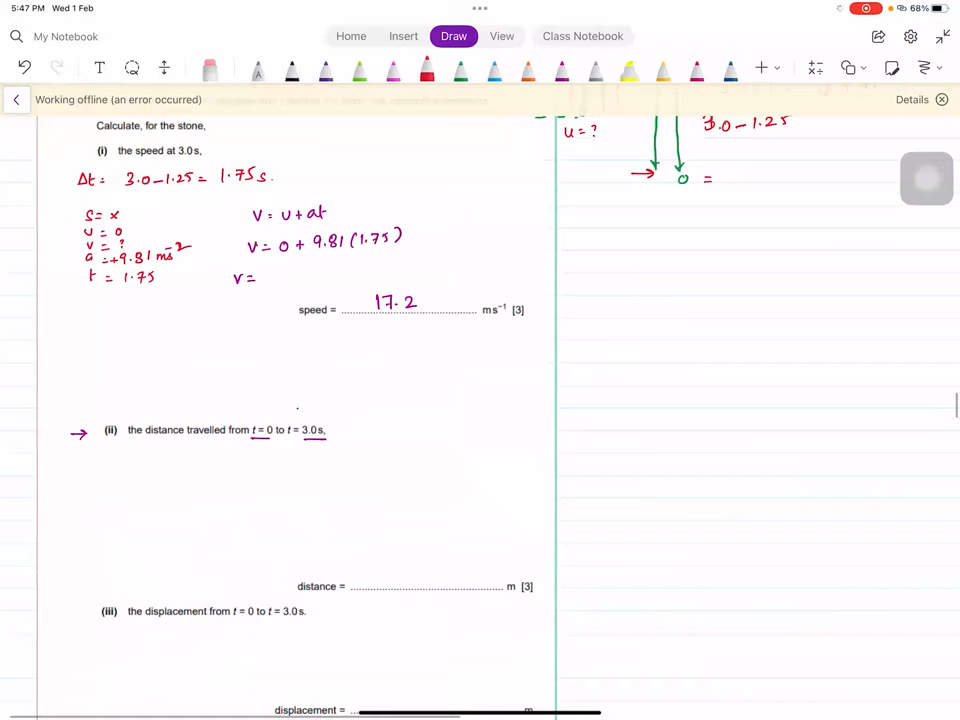 5:47 PM Wed 1 Feb
68%
My Notebook
Home Insert Draw View Class Notebook
Working offline (an error occurred)
Details
Calculate, for the stone,
(i) the speed at 3.0 s,
Δt = 3.0 – 1.25 = 1.75 s.
s = x
u = 0
v = ?
a = +9.81 ms⁻²
t = 1.75
v = u + at
v = 0 + 9.81 (1.75)
v =
speed = 17.2 m s⁻¹ [3]
u = ?
3.0 – 1.25
0 =
→ (ii) the distance travelled from t = 0 to t = 3.0 s,
distance = m [3]
(iii) the displacement from t = 0 to t = 3.0 s.
displacement = m